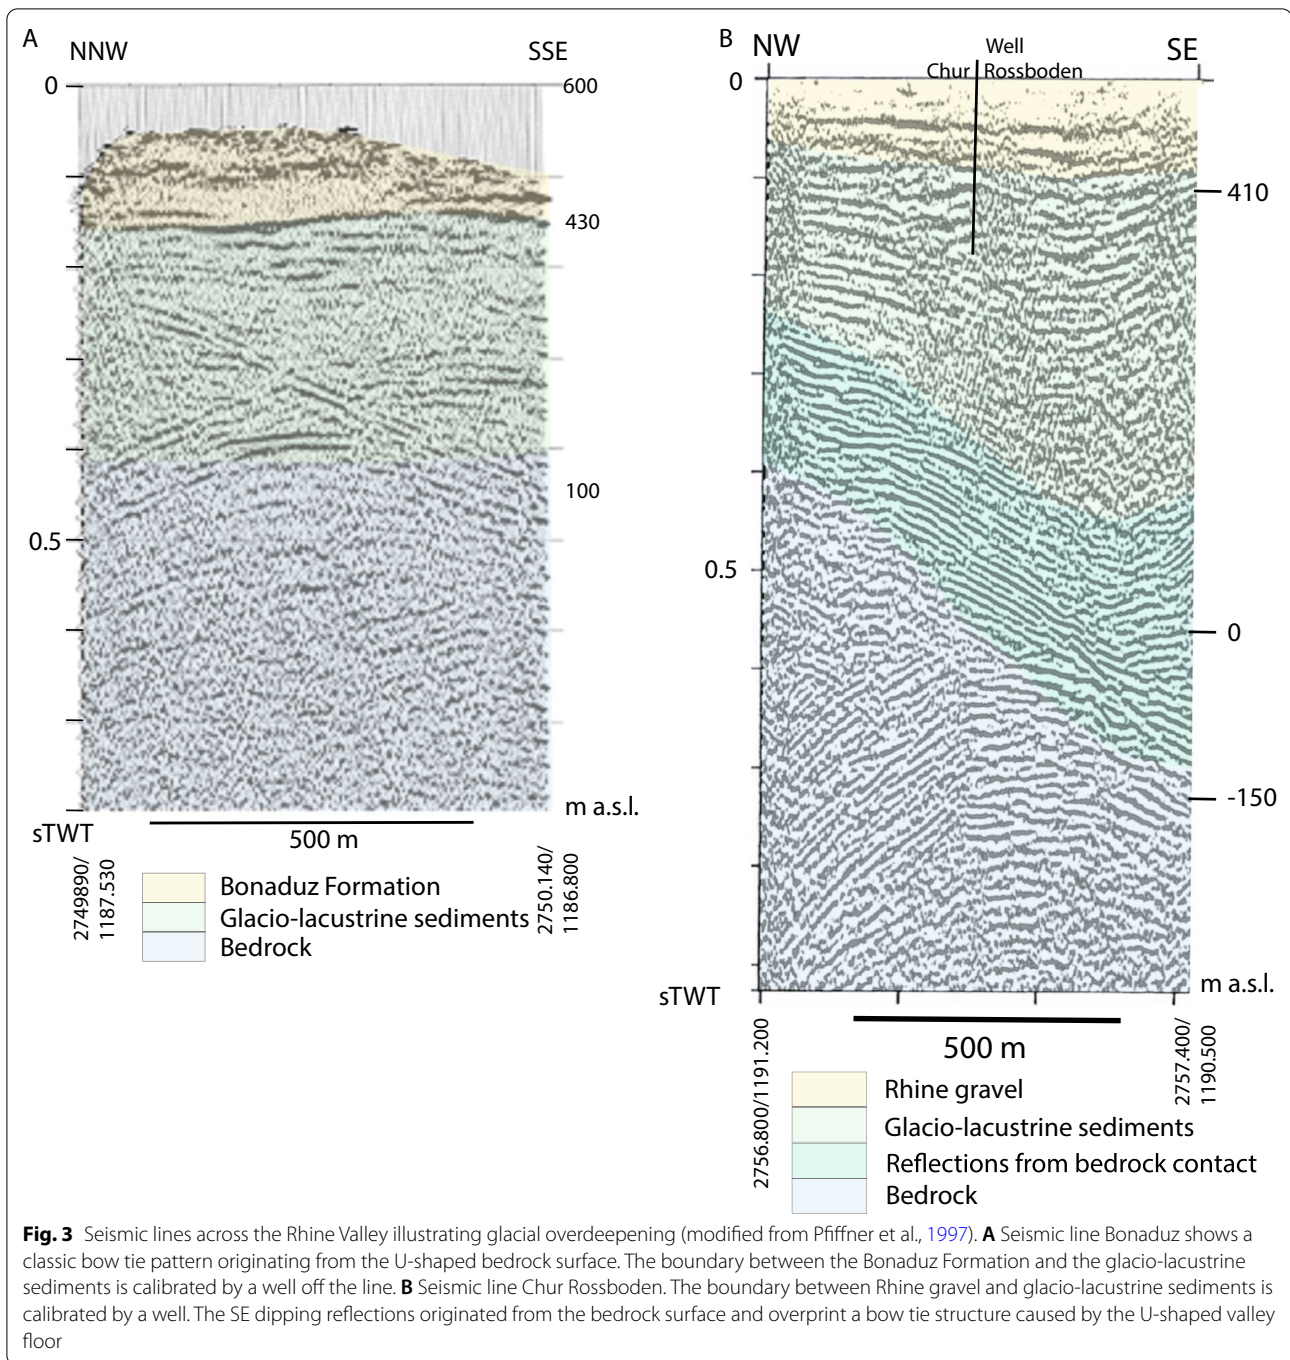 A
NNW
SSE
0
600
430
100
0.5
m a.s.l.
sTWT
500 m
2749890/
1187.530
2750.140/
1186.800
Bonaduz Formation
Glacio-lacustrine sediments
Bedrock
B
NW
Well
Chur Rossboden
SE
0
410
0.5
0
-150
m a.s.l.
sTWT
500 m
2756.800/1191.200
2757.400/
1190.500
Rhine gravel
Glacio-lacustrine sediments
Reflections from bedrock contact
Bedrock
Fig. 3 Seismic lines across the Rhine Valley illustrating glacial overdeepening (modified from Pfiffner et al., 1997). A Seismic line Bonaduz shows a
classic bow tie pattern originating from the U-shaped bedrock surface. The boundary between the Bonaduz Formation and the glacio-lacustrine
sediments is calibrated by a well off the line. B Seismic line Chur Rossboden. The boundary between Rhine gravel and glacio-lacustrine sediments is
calibrated by a well. The SE dipping reflections originated from the bedrock surface and overprint a bow tie structure caused by the U-shaped valley
floor